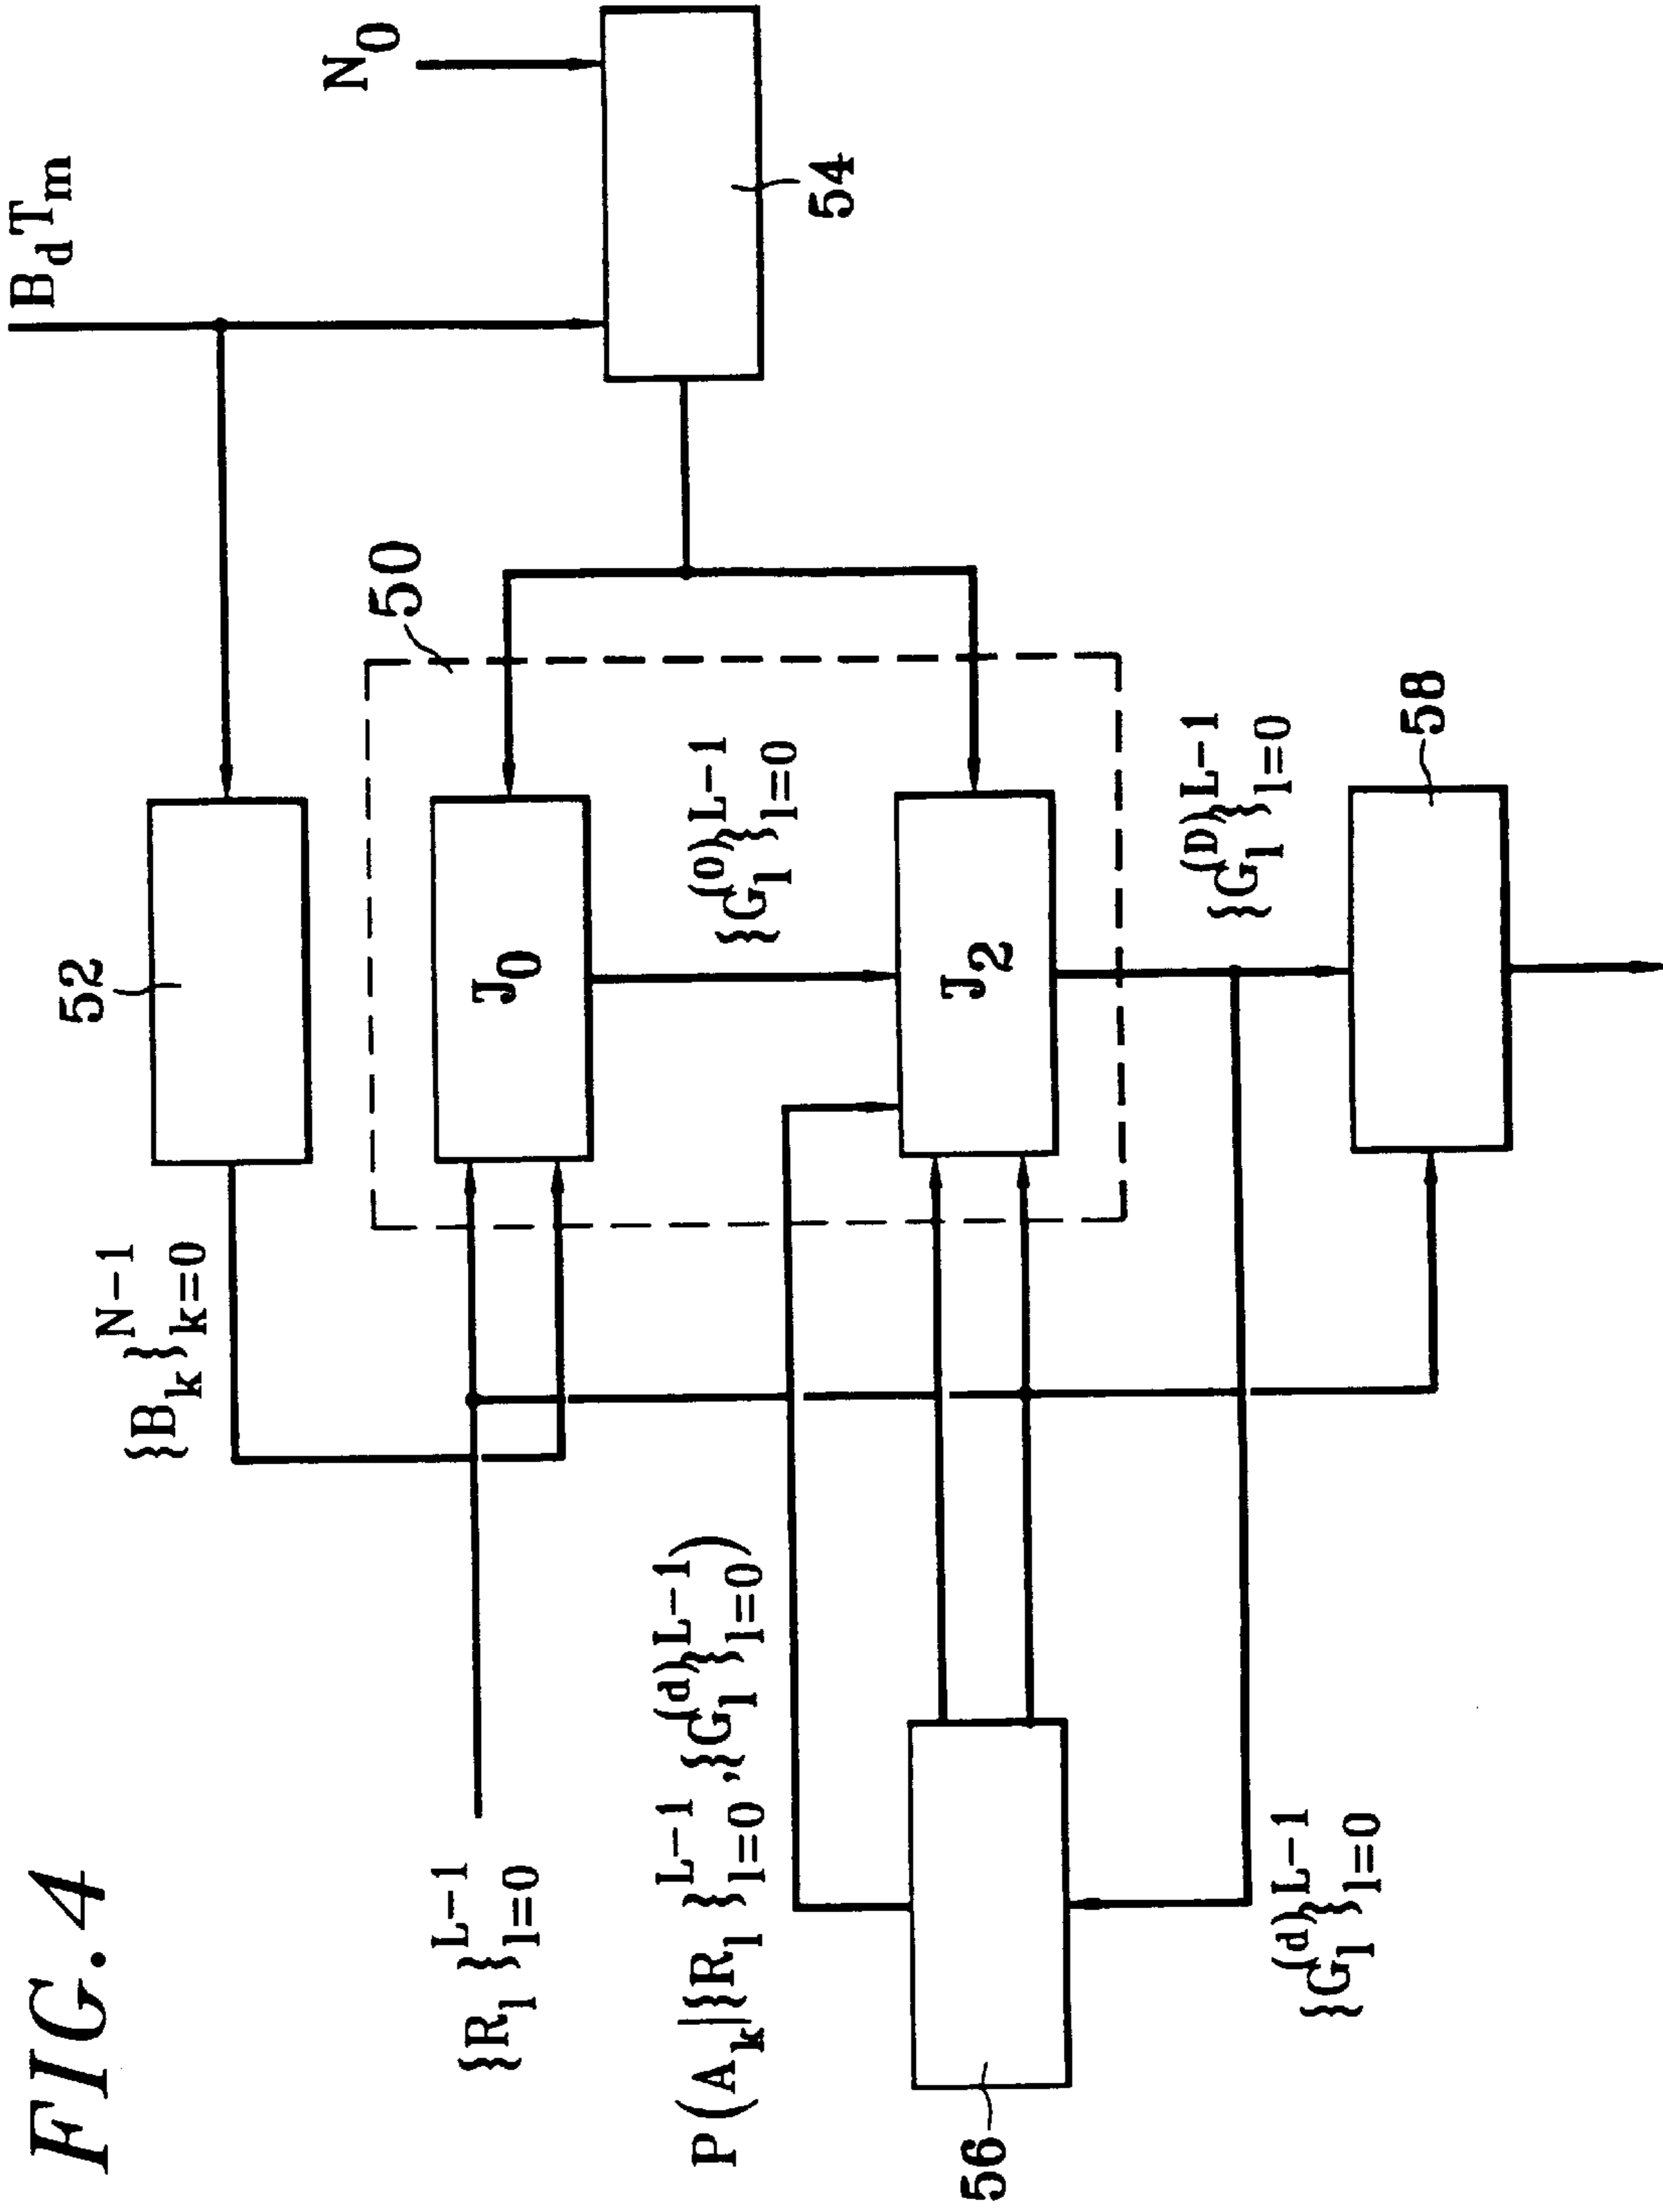 FIG. 4
B_d T_m
N_0
52
54
{B_k}_{k=0}^{N-1}
50
{R_l}_{l=0}^{L-1}
J_0
{G_l^{(0)}}_{l=0}^{L-1}
P(A_k|{R_l}_{l=0}^{L-1},{G_l^{(d)}}_{l=0}^{L-1})
J_2
{G_l^{(D)}}_{l=0}^{L-1}
56
{G_l^{(d)}}_{l=0}^{L-1}
58